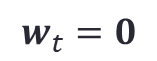 w_t = 0